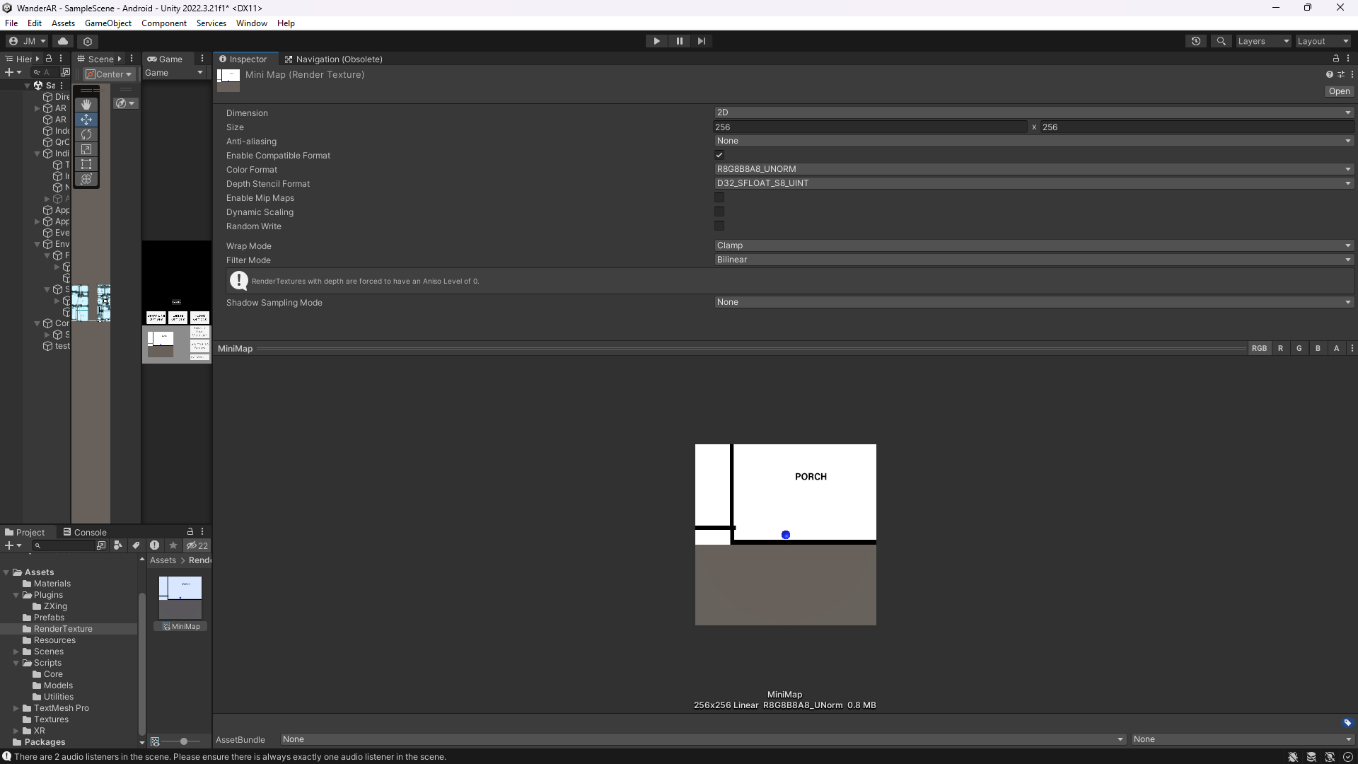 WanderAR - SampleScene - Android - Unity 2022.3.21f1* <DX11>
File Edit Assets GameObject Component Services Window Help
JM
Layers Layout
Hier Scene Game Inspector Navigation (Obsolete)
Center Game Mini Map (Render Texture)
Open
Sa
Dire
AR
AR
Inde
QrC
Indi
T
Ir
N
App
App
Eve
Env
F
S
Cor
S
test
Dimension 2D
Size 256 x 256
Anti-aliasing None
Enable Compatible Format
Color Format R8G8B8A8_UNORM
Depth Stencil Format D32_SFLOAT_S8_UINT
Enable Mip Maps
Dynamic Scaling
Random Write
Wrap Mode Clamp
Filter Mode Bilinear
RenderTextures with depth are forced to have an Aniso Level of 0.
Shadow Sampling Mode None
MiniMap RGB R G B A
PORCH
MiniMap
256x256 Linear R8G8B8A8_UNorm 0.8 MB
AssetBundle None None
Project Console
22
Assets > Rende
Assets
Materials
Plugins
ZXing
Prefabs
RenderTexture
Resources
Scenes
Scripts
Core
Models
Utilities
TextMesh Pro
Textures
XR
Packages
MiniMap
There are 2 audio listeners in the scene. Please ensure there is always exactly one audio listener in the scene.